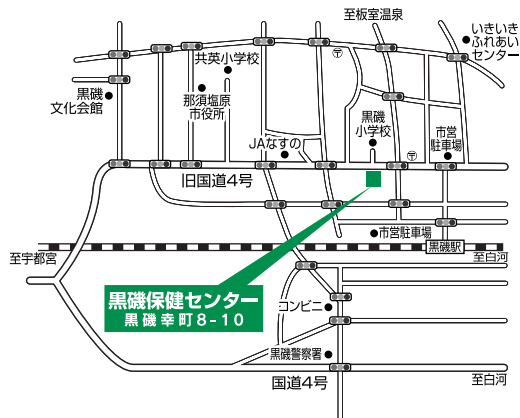 至板室温泉
いきいき
ふれあい
センター
共英小学校
黒磯
文化会館
那須塩原
市役所
黒磯
小学校
JAなすの
市営
駐車場
旧国道4号
市営駐車場
黒磯駅
至宇都宮
至白河
黒磯保健センター
黒磯幸町8-10
コンビニ
黒磯警察署
国道4号
至白河